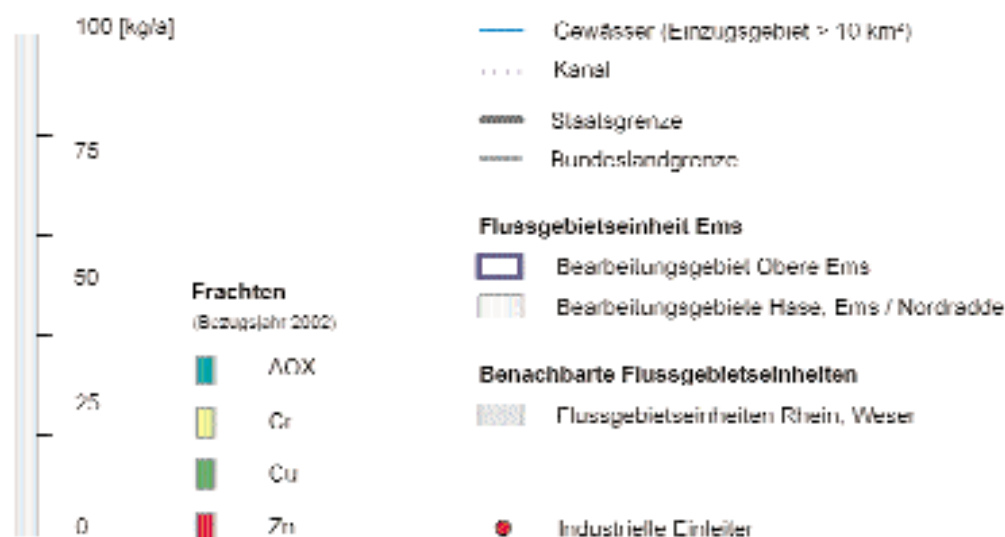 100 [kg/a]
75
50
25
0
Frachten
(Bezugsjahr 2002)
AOX
Cr
Cu
Zn
Gewässer (Einzugsgebiet > 10 km²)
Kanal
Staatsgrenze
Bundeslandgrenze
Flussgebietseinheit Ems
Bearbeitungsgebiet Obere Ems
Bearbeitungsgebiete Hase, Ems / Nordradde
Benachbarte Flussgebietseinheiten
Flussgebietseinheiten Rhein, Weser
Industrielle Einleiter